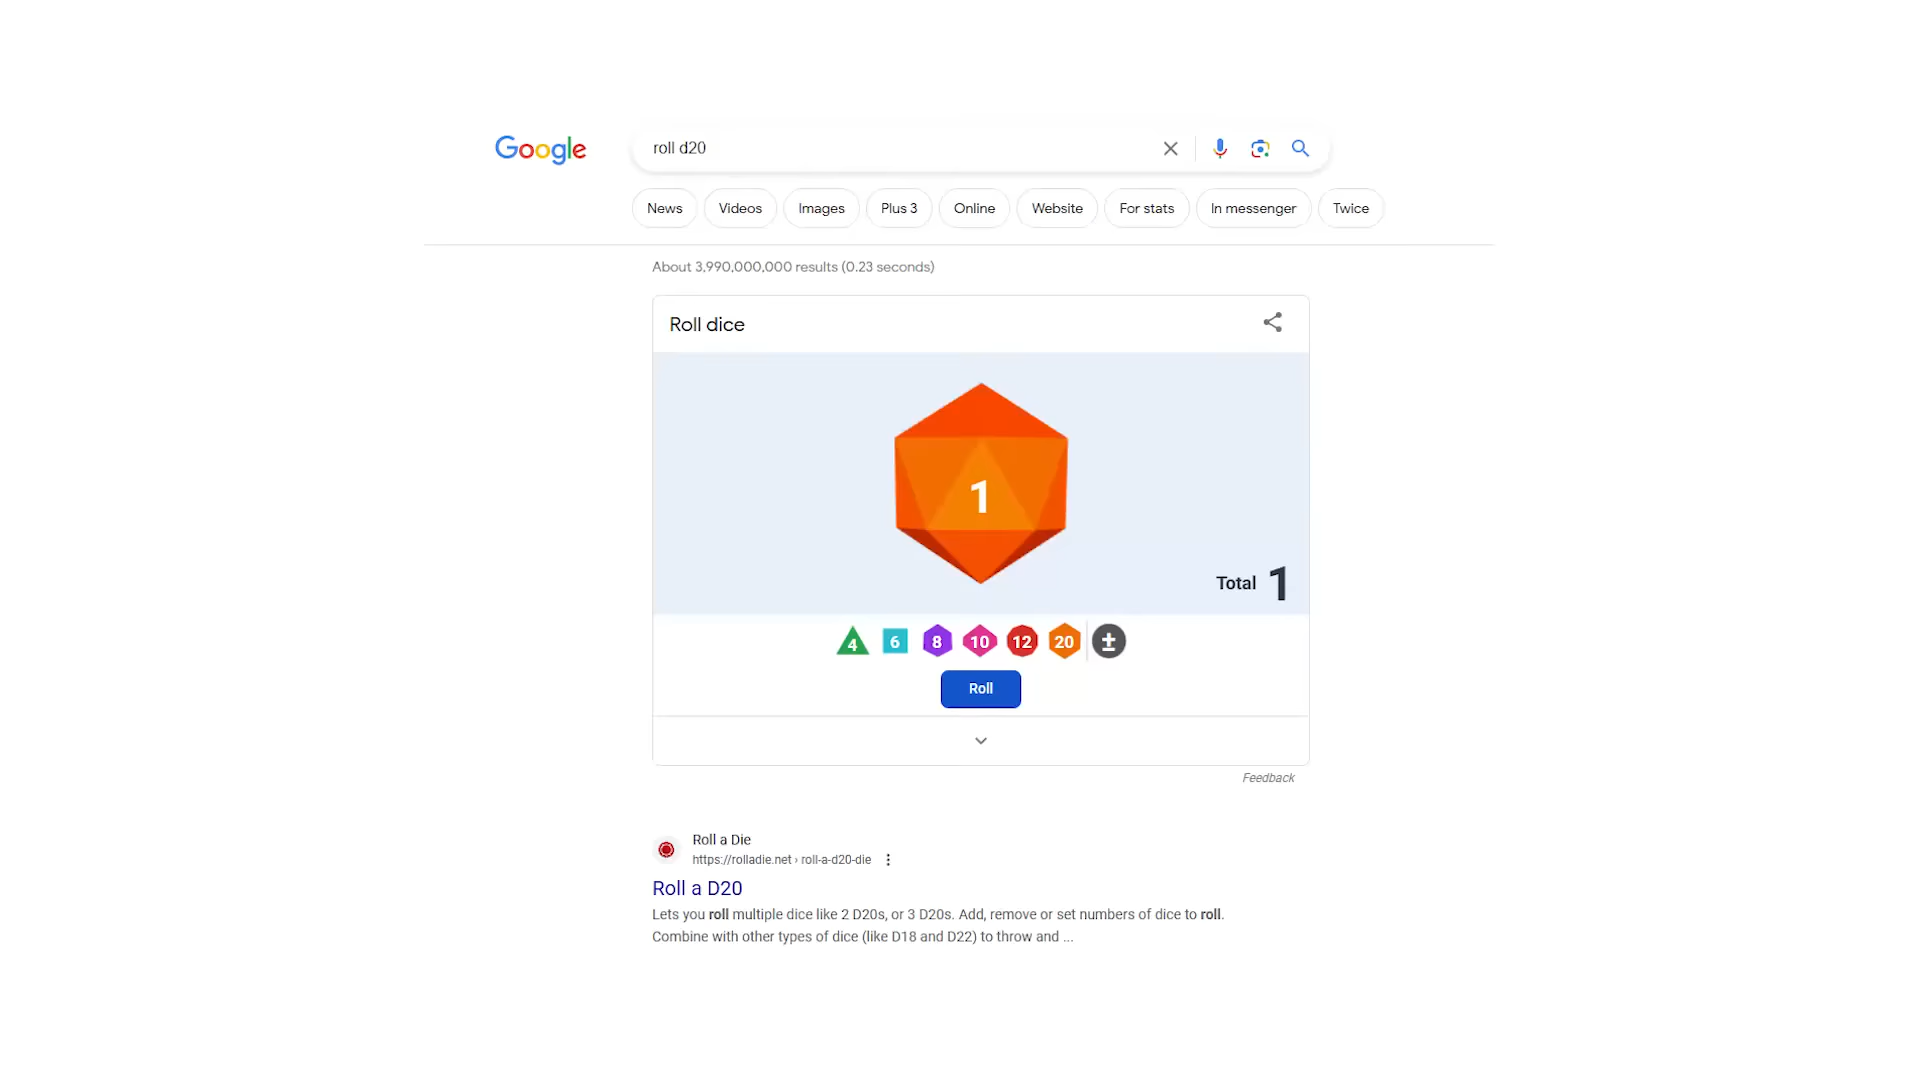 Google
roll d20
News Videos Images Plus 3 Online Website For stats In messenger Twice
About 3,990,000,000 results (0.23 seconds)
Roll dice
1
Total 1
4 6 8 10 12 20 ±
Roll
Feedback
Roll a Die
https://rolladie.net › roll-a-d20-die
Roll a D20
Lets you roll multiple dice like 2 D20s, or 3 D20s. Add, remove or set numbers of dice to roll.
Combine with other types of dice (like D18 and D22) to throw and ...